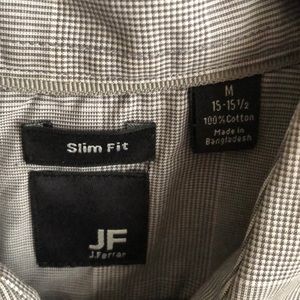 M
15-15 1/2
100% Cotton
Made in
Bangladesh
Slim Fit
JF
J.Ferrar